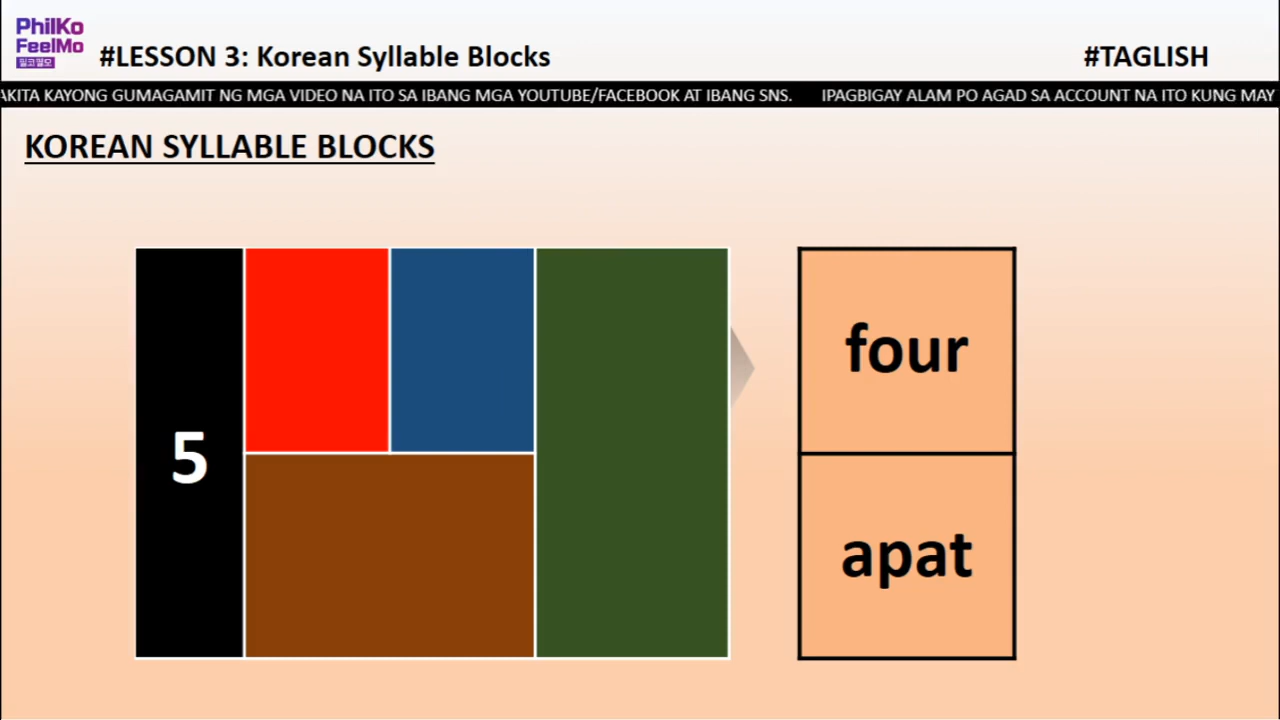 PhilKo
FeelMo
필코필모
#LESSON 3: Korean Syllable Blocks
#TAGLISH
AKITA KAYONG GUMAGAMIT NG MGA VIDEO NA ITO SA IBANG MGA YOUTUBE/FACEBOOK AT IBANG SNS. IPAGBIGAY ALAM PO AGAD SA ACCOUNT NA ITO KUNG MAY
KOREAN SYLLABLE BLOCKS
5
four
apat